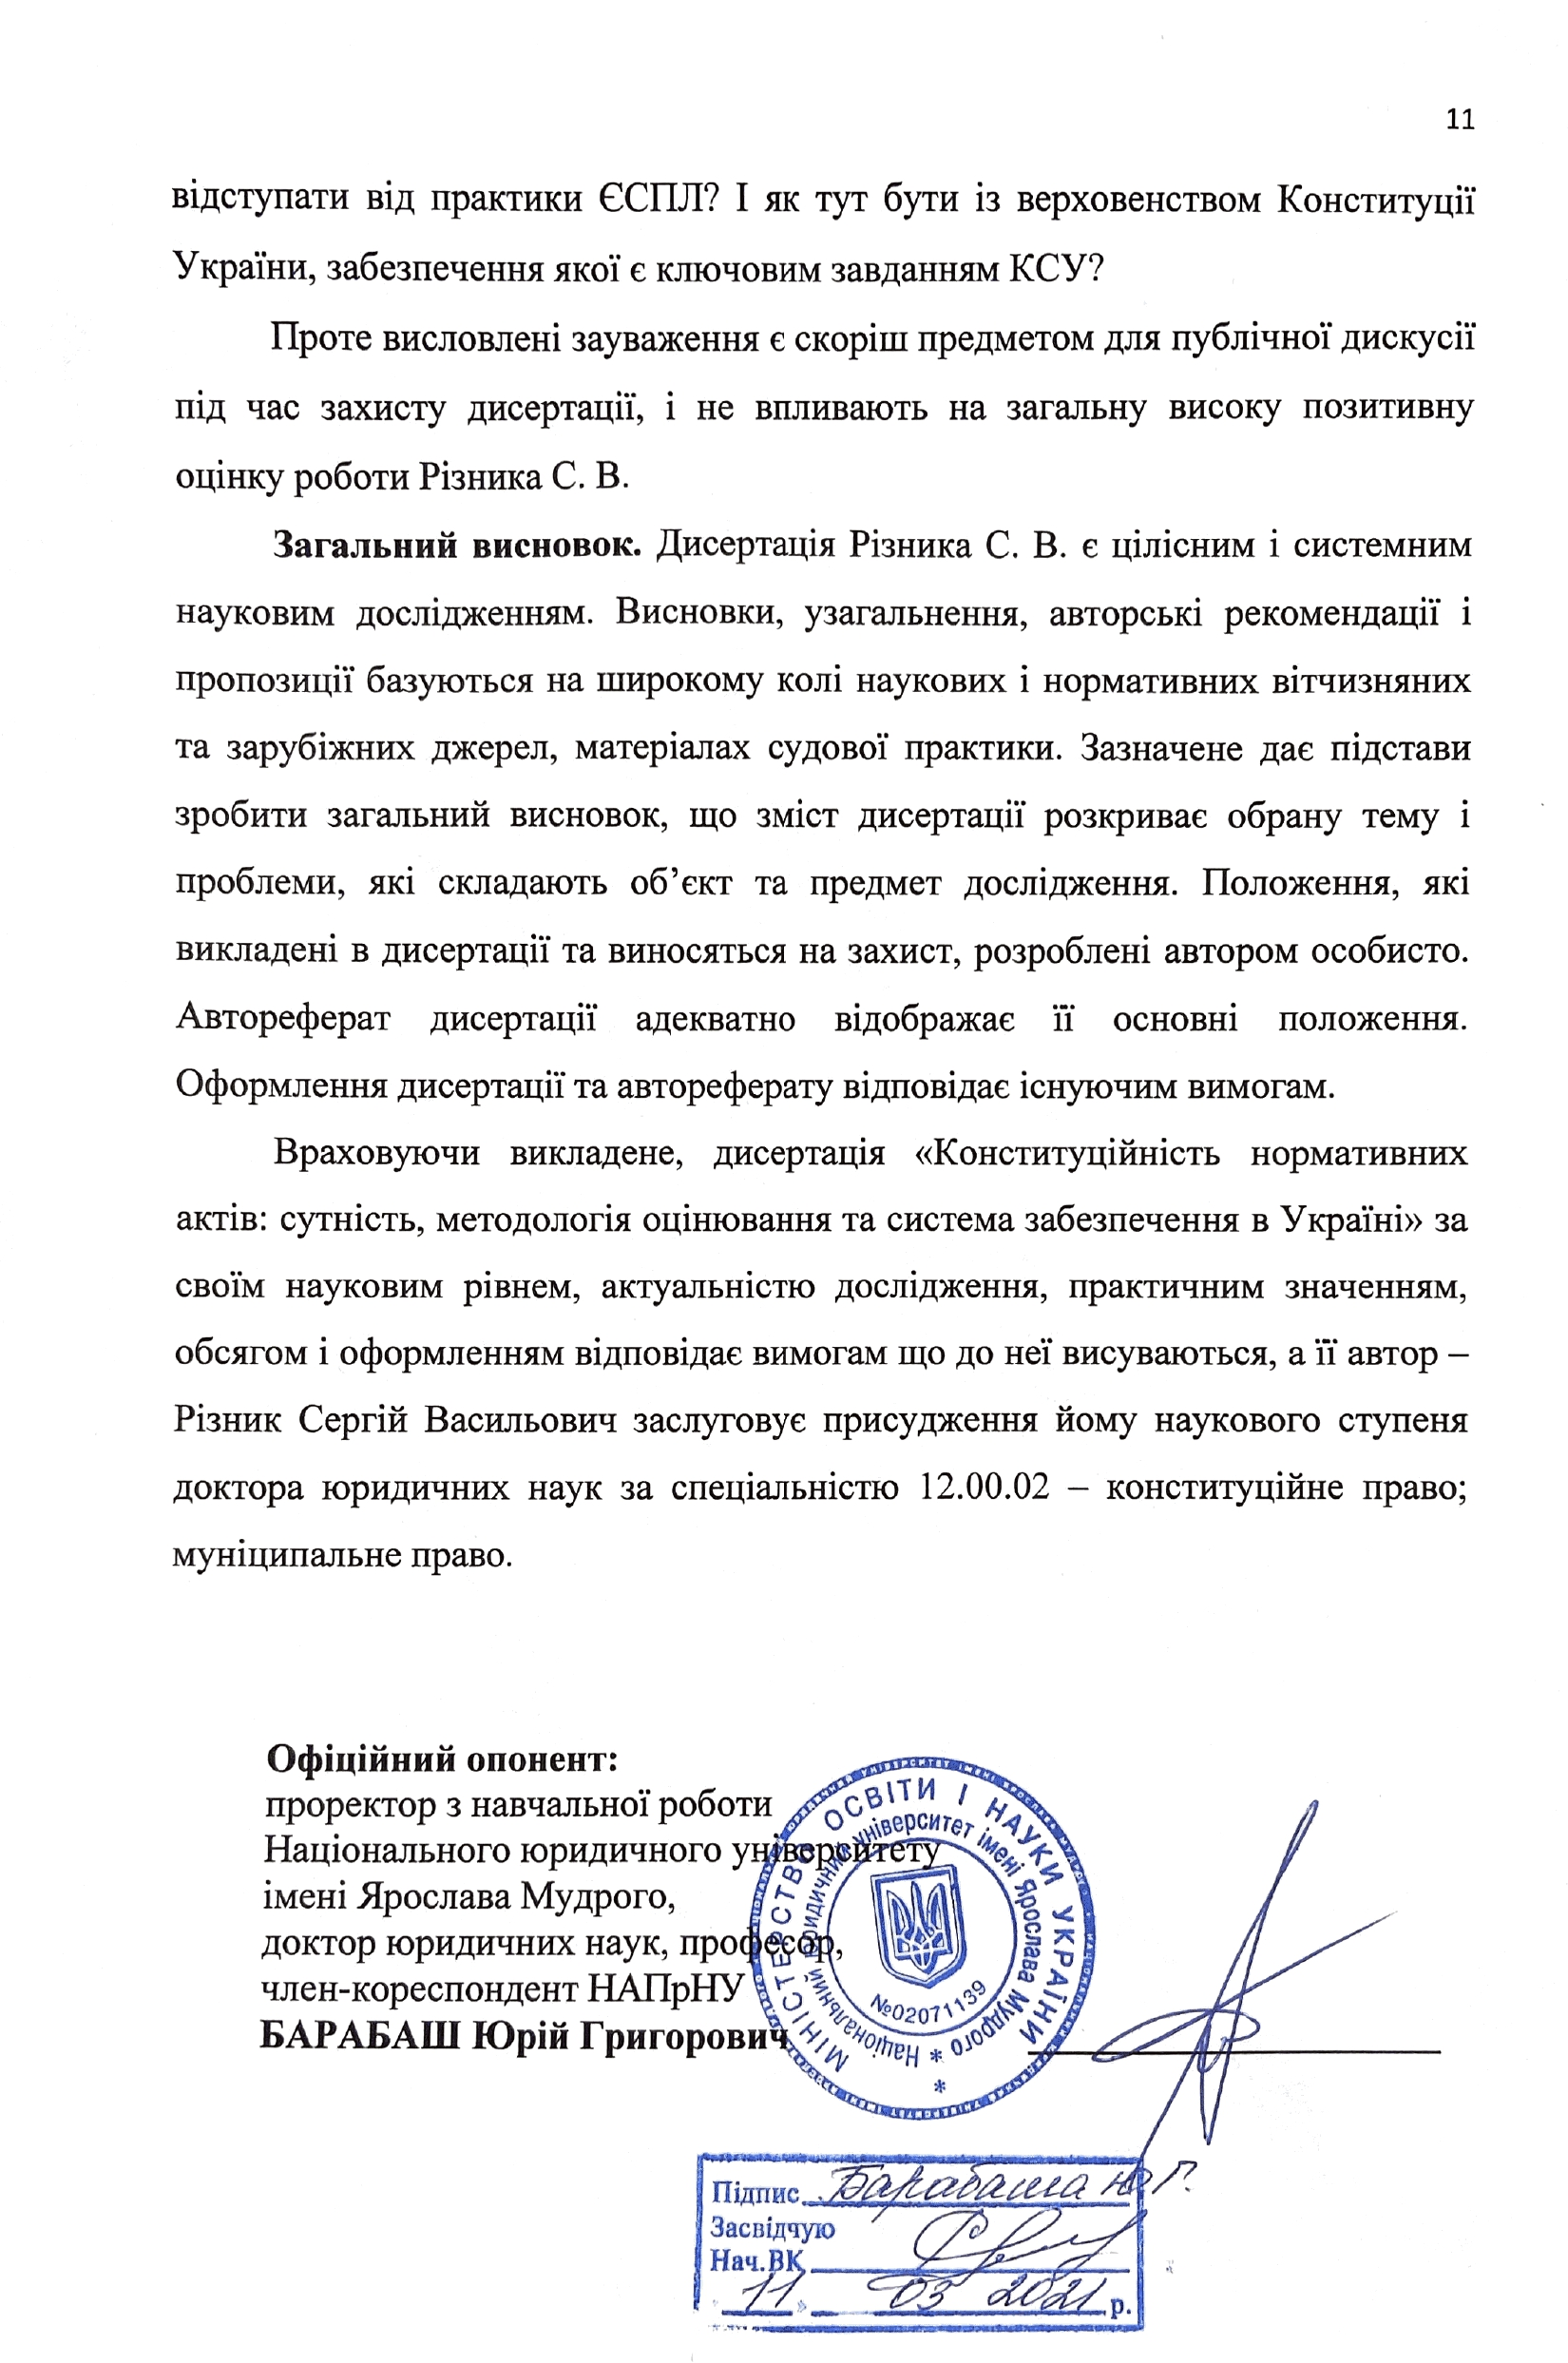 11
відступати від практики ЄСПЛ? І як тут бути із верховенством Конституції
України, забезпечення якої є ключовим завданням КСУ?
Проте висловлені зауваження є скоріш предметом для публічної дискусії
під час захисту дисертації, і не впливають на загальну високу позитивну
оцінку роботи Різника С. В.
Загальний висновок. Дисертація Різника С. В. є цілісним і системним
науковим дослідженням. Висновки, узагальнення, авторські рекомендації і
пропозиції базуються на широкому колі наукових і нормативних вітчизняних
та зарубіжних джерел, матеріалах судової практики. Зазначене дає підстави
зробити загальний висновок, що зміст дисертації розкриває обрану тему і
проблеми, які складають об’єкт та предмет дослідження. Положення, які
викладені в дисертації та виносяться на захист, розроблені автором особисто.
Автореферат дисертації адекватно відображає її основні положення.
Оформлення дисертації та автореферату відповідає існуючим вимогам.
Враховуючи викладене, дисертація «Конституційність нормативних
актів: сутність, методологія оцінювання та система забезпечення в Україні» за
своїм науковим рівнем, актуальністю дослідження, практичним значенням,
обсягом і оформленням відповідає вимогам що до неї висуваються, а її автор –
Різник Сергій Васильович заслуговує присудження йому наукового ступеня
доктора юридичних наук за спеціальністю 12.00.02 – конституційне право;
муніципальне право.
Офіційний опонент:
проректор з навчальної роботи
Національного юридичного університету
імені Ярослава Мудрого,
доктор юридичних наук, професор,
член-кореспондент НАПрНУ
БАРАБАШ Юрій Григорович
МІНІСТЕРСТВО ОСВІТИ І НАУКИ УКРАЇНИ *
Національний юридичний університет імені Ярослава Мудрого *
№02071139
Підпис Барабаша Ю.Г.
Засвідчую
Нач.ВК
"11" 03 2021 р.